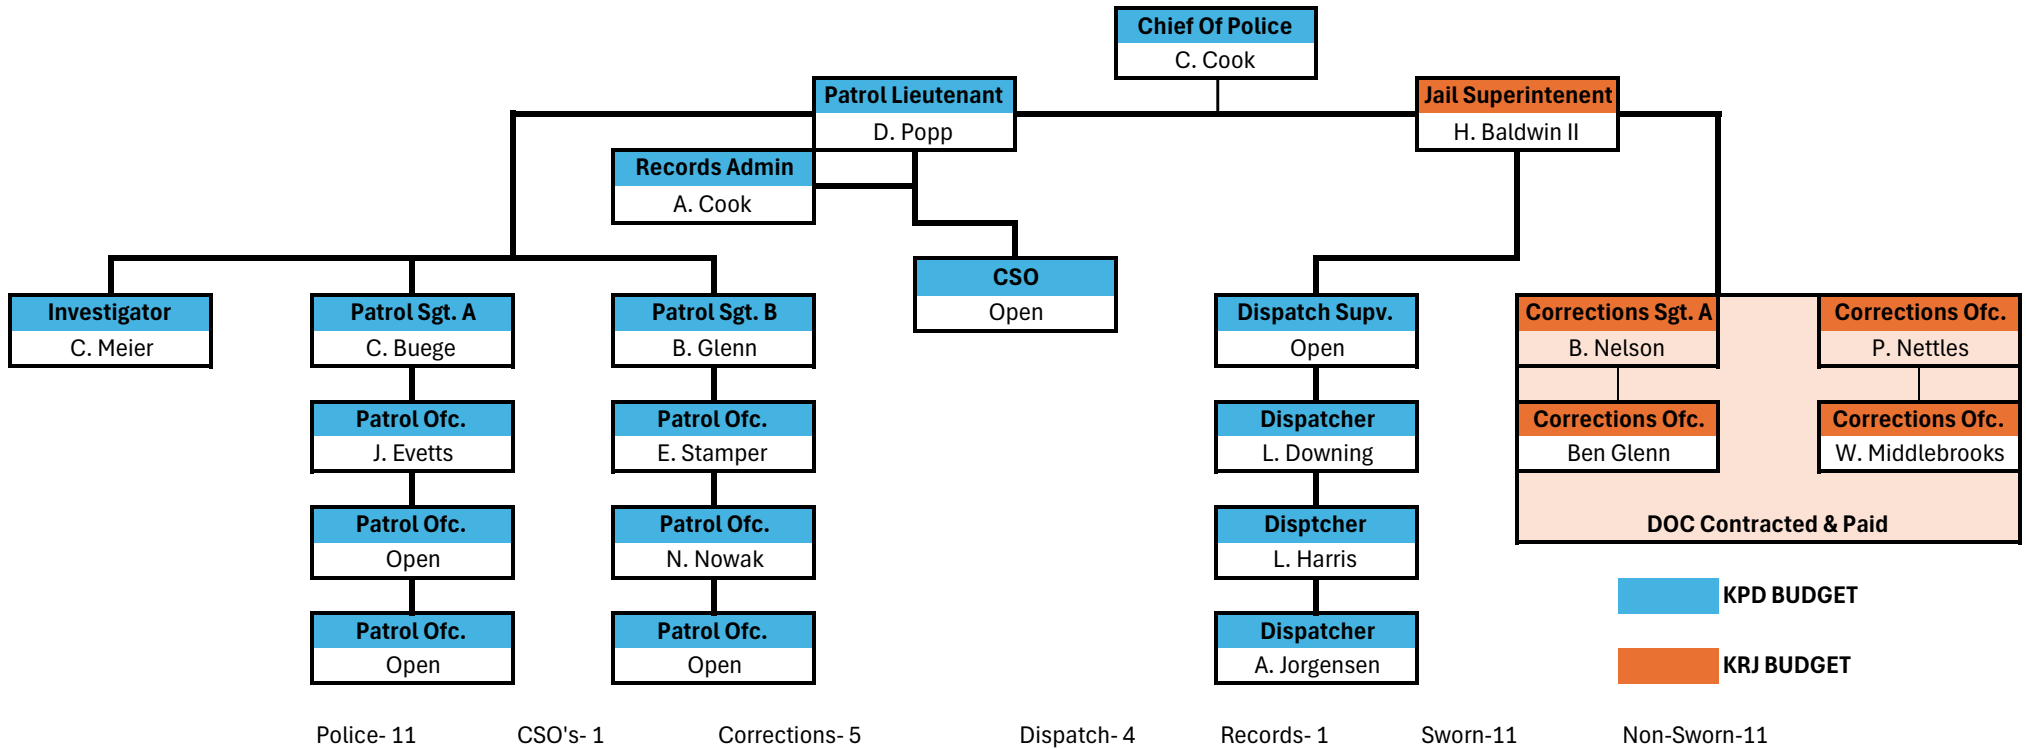 Chief Of Police
C. Cook
Patrol Lieutenant
D. Popp
Jail Superintenent
H. Baldwin II
Records Admin
A. Cook
CSO
Open
Investigator
C. Meier
Patrol Sgt. A
C. Buege
Patrol Sgt. B
B. Glenn
Dispatch Supv.
Open
Corrections Sgt. A
B. Nelson
Corrections Ofc.
P. Nettles
Patrol Ofc.
J. Evetts
Patrol Ofc.
E. Stamper
Dispatcher
L. Downing
Corrections Ofc.
Ben Glenn
Corrections Ofc.
W. Middlebrooks
Patrol Ofc.
Open
Patrol Ofc.
N. Nowak
Disptcher
L. Harris
DOC Contracted & Paid
Patrol Ofc.
Open
Patrol Ofc.
Open
Dispatcher
A. Jorgensen
KPD BUDGET
KRJ BUDGET
Police- 11 CSO's- 1 Corrections- 5 Dispatch- 4 Records- 1 Sworn-11 Non-Sworn-11